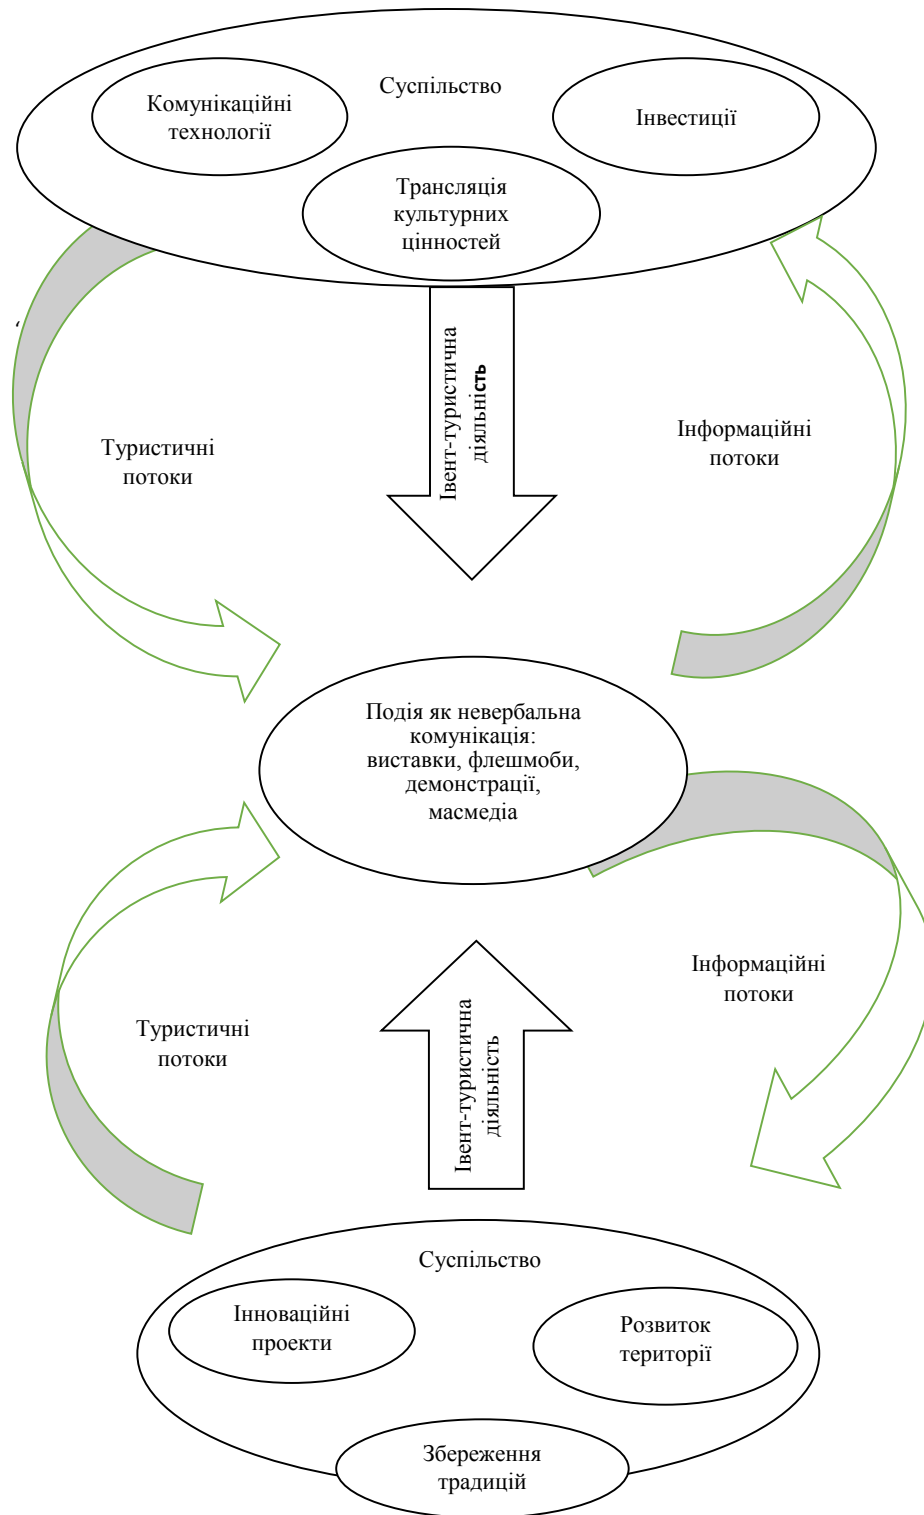 Суспільство
Комунікаційні
технології
Інвестиції
Трансляція
культурних
цінностей
‘
Івент-туристична
діяльність
Туристичні
потоки
Інформаційні
потоки
Подія як невербальна
комунікація:
виставки, флешмоби,
демонстрації,
масмедіа
Туристичні
потоки
Інформаційні
потоки
Івент-туристична
діяльність
Суспільство
Інноваційні
проекти
Розвиток
території
Збереження
традицій